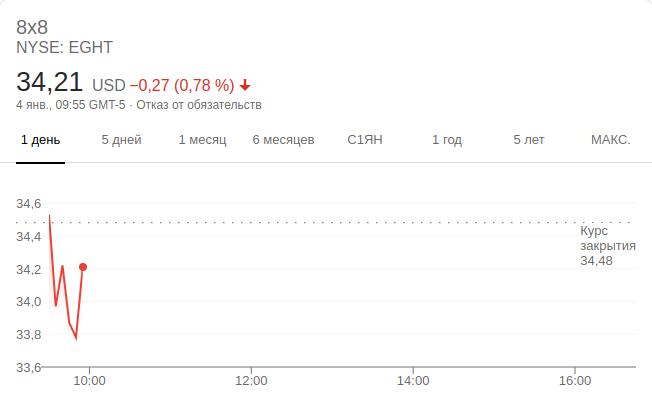 8x8
NYSE: EGHT
34,21 USD −0,27 (0,78 %)
4 янв., 09:55 GMT-5 · Отказ от обязательств
1 день 5 дней 1 месяц 6 месяцев С1ЯН 1 год 5 лет МАКС.
34,6
34,4
34,2
34,0
33,8
33,6
Курс
закрытия
34,48
10:00 12:00 14:00 16:00